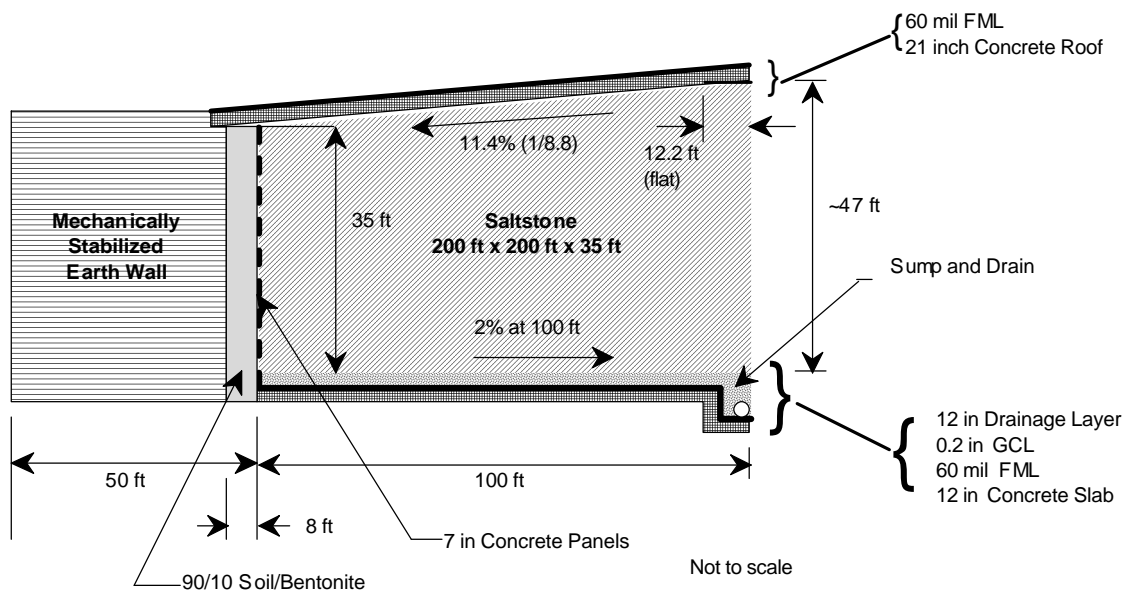 60 mil FML
21 inch Concrete Roof
11.4% (1/8.8)
12.2 ft
(flat)
~47 ft
Mechanically
Stabilized
Earth Wall
35 ft
Saltstone
200 ft x 200 ft x 35 ft
Sump and Drain
2% at 100 ft
12 in Drainage Layer
0.2 in GCL
60 mil FML
12 in Concrete Slab
50 ft
100 ft
8 ft
7 in Concrete Panels
Not to scale
90/10 Soil/Bentonite